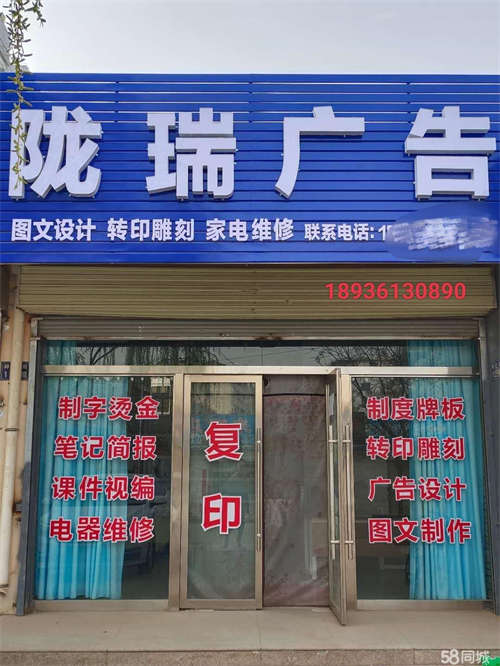 陇瑞广告
图文设计 转印雕刻 家电维修 联系电话:1
18936130890
制字烫金
笔记简报
课件视编
电器维修
复印
制度牌板
转印雕刻
广告设计
图文制作
58同城